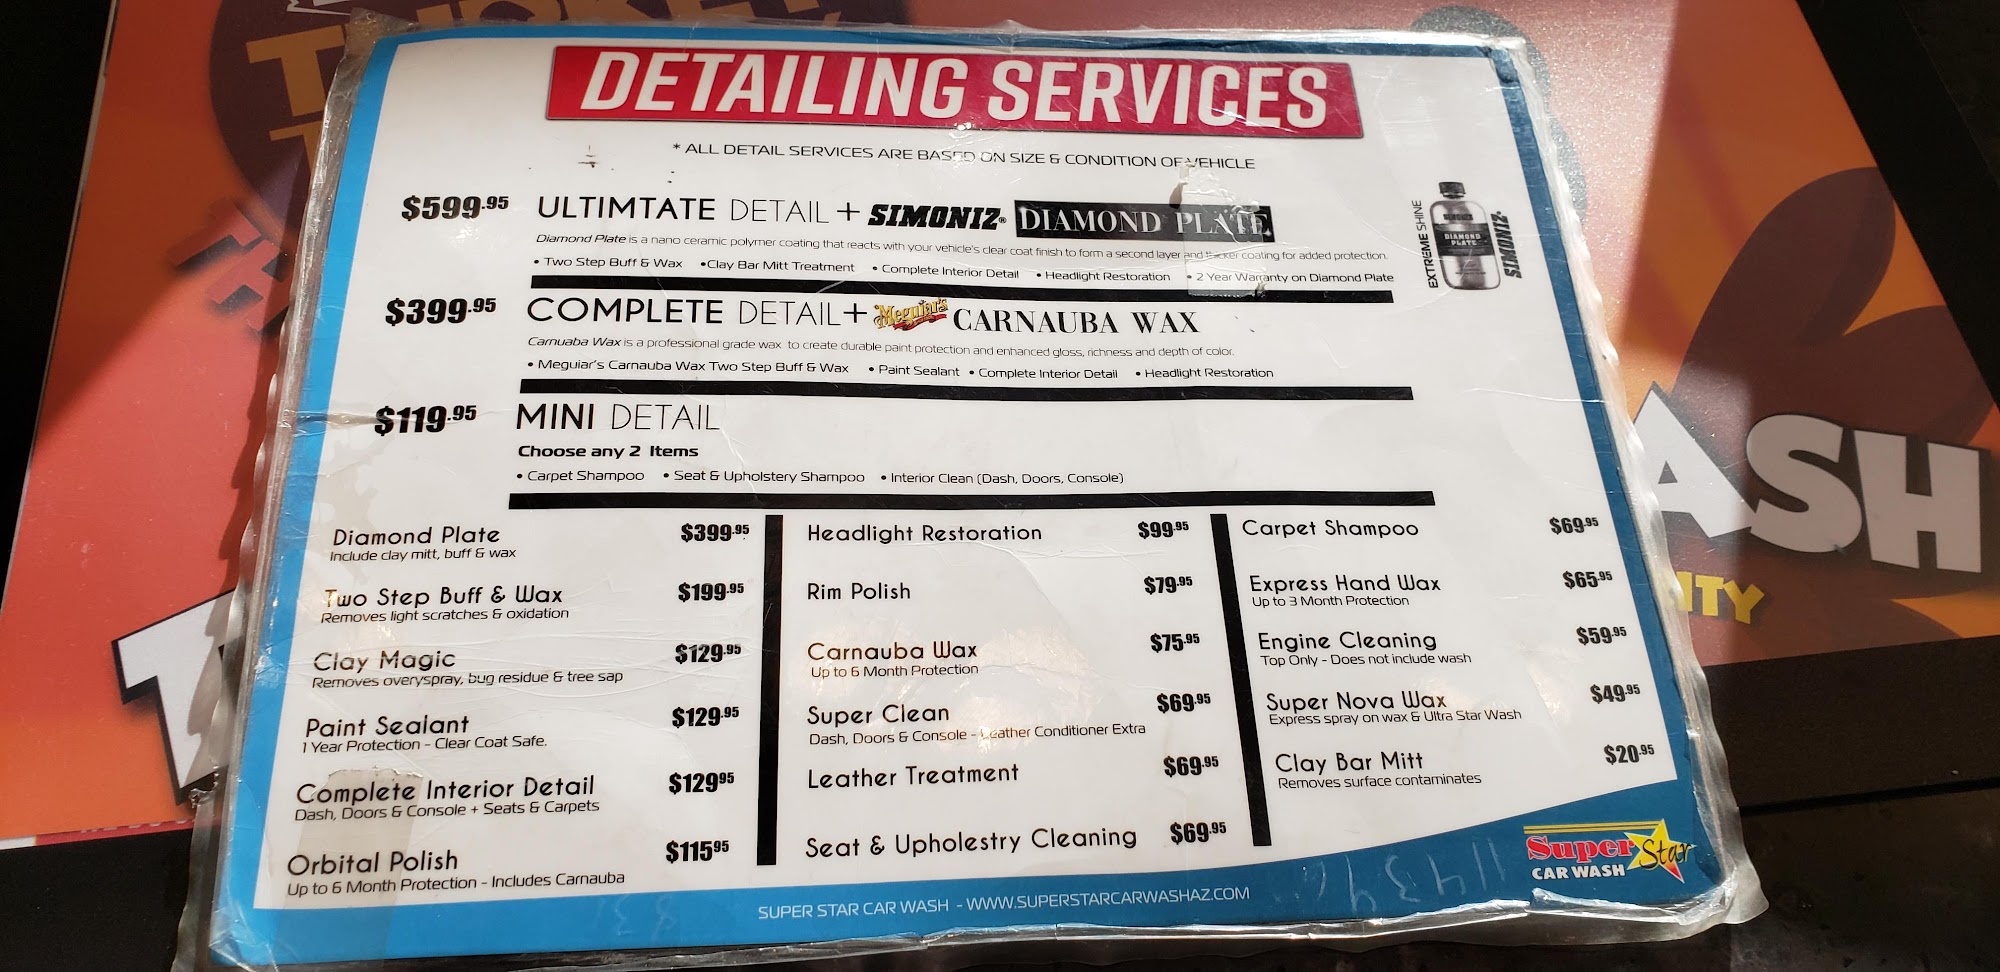 DETAILING SERVICES
* ALL DETAIL SERVICES ARE BASED ON SIZE & CONDITION OF VEHICLE
$599.95 ULTIMTATE DETAIL + SIMONIZ® DIAMOND PLATE
Diamond Plate is a nano ceramic polymer coating that reacts with your vehicle's clear coat finish to form a second layer and thicker coating for added protection.
• Two Step Buff & Wax • Clay Bar Mitt Treatment • Complete Interior Detail • Headlight Restoration • 2 Year Warranty on Diamond Plate
EXTREME SHINE
SIMONIZ
DIAMOND
PLATE
SIMONIZ
$399.95 COMPLETE DETAIL+ Meguiar's CARNAUBA WAX
Carnuaba Wax is a professional grade wax to create durable paint protection and enhanced gloss, richness and depth of color.
• Meguiar's Carnauba Wax Two Step Buff & Wax • Paint Sealant • Complete Interior Detail • Headlight Restoration
$119.95 MINI DETAIL
Choose any 2 Items
• Carpet Shampoo • Seat & Upholstery Shampoo • Interior Clean (Dash, Doors, Console)
Diamond Plate $399.95
Include clay mitt, buff & wax
Two Step Buff & Wax $199.95
Removes light scratches & oxidation
Clay Magic $129.95
Removes overyspray, bug residue & tree sap
Paint Sealant $129.95
1 Year Protection - Clear Coat Safe.
Complete Interior Detail $129.95
Dash, Doors & Console + Seats & Carpets
Orbital Polish $115.95
Up to 6 Month Protection - Includes Carnauba
Headlight Restoration $99.95
Rim Polish $79.95
Carnauba Wax $75.95
Up to 6 Month Protection
Super Clean $69.95
Dash, Doors & Console - Leather Conditioner Extra
Leather Treatment $69.95
Seat & Upholestry Cleaning $69.95
Carpet Shampoo $69.95
Express Hand Wax $65.95
Up to 3 Month Protection
Engine Cleaning $59.95
Top Only - Does not include wash
Super Nova Wax $49.95
Express spray on wax & Ultra Star Wash
Clay Bar Mitt $20.95
Removes surface contaminates
Super Star
CAR WASH
SUPER STAR CAR WASH - WWW.SUPERSTARCARWASHAZ.COM
ASH
ITY